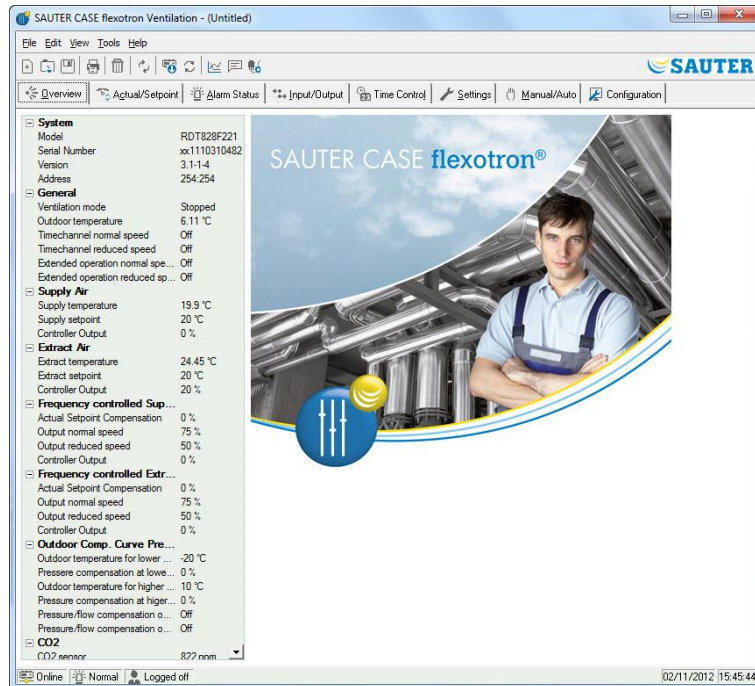 SAUTER CASE flexotron Ventilation - (Untitled)
File Edit View Tools Help
SAUTER
Overview Actual/Setpoint Alarm Status Input/Output Time Control Settings Manual/Auto Configuration
System
Model RDT828F221
Serial Number xx1110310482
Version 3.1-1-4
Address 254:254
General
Ventilation mode Stopped
Outdoor temperature 6.11 °C
Timechannel normal speed Off
Timechannel reduced speed Off
Extended operation normal spe... Off
Extended operation reduced sp... Off
Supply Air
Supply temperature 19.9 °C
Supply setpoint 20 °C
Controller Output 0 %
Extract Air
Extract temperature 24.45 °C
Extract setpoint 20 °C
Controller Output 20 %
Frequency controlled Sup...
Actual Setpoint Compensation 0 %
Output normal speed 75 %
Output reduced speed 50 %
Controller Output 0 %
Frequency controlled Extr...
Actual Setpoint Compensation 0 %
Output normal speed 75 %
Output reduced speed 50 %
Controller Output 0 %
Outdoor Comp. Curve Pre...
Outdoor temperature for lower ... -20 °C
Pressere compensation at lowe... 0 %
Outdoor temperature for higher ... 10 °C
Pressure compensation at higer... 0 %
Pressure/flow compensation o... Off
Pressure/flow compensation o... Off
CO2
CO2 sensor 822 ppm
SAUTER CASE flexotron®
Online Normal Logged off 02/11/2012 15:45:44